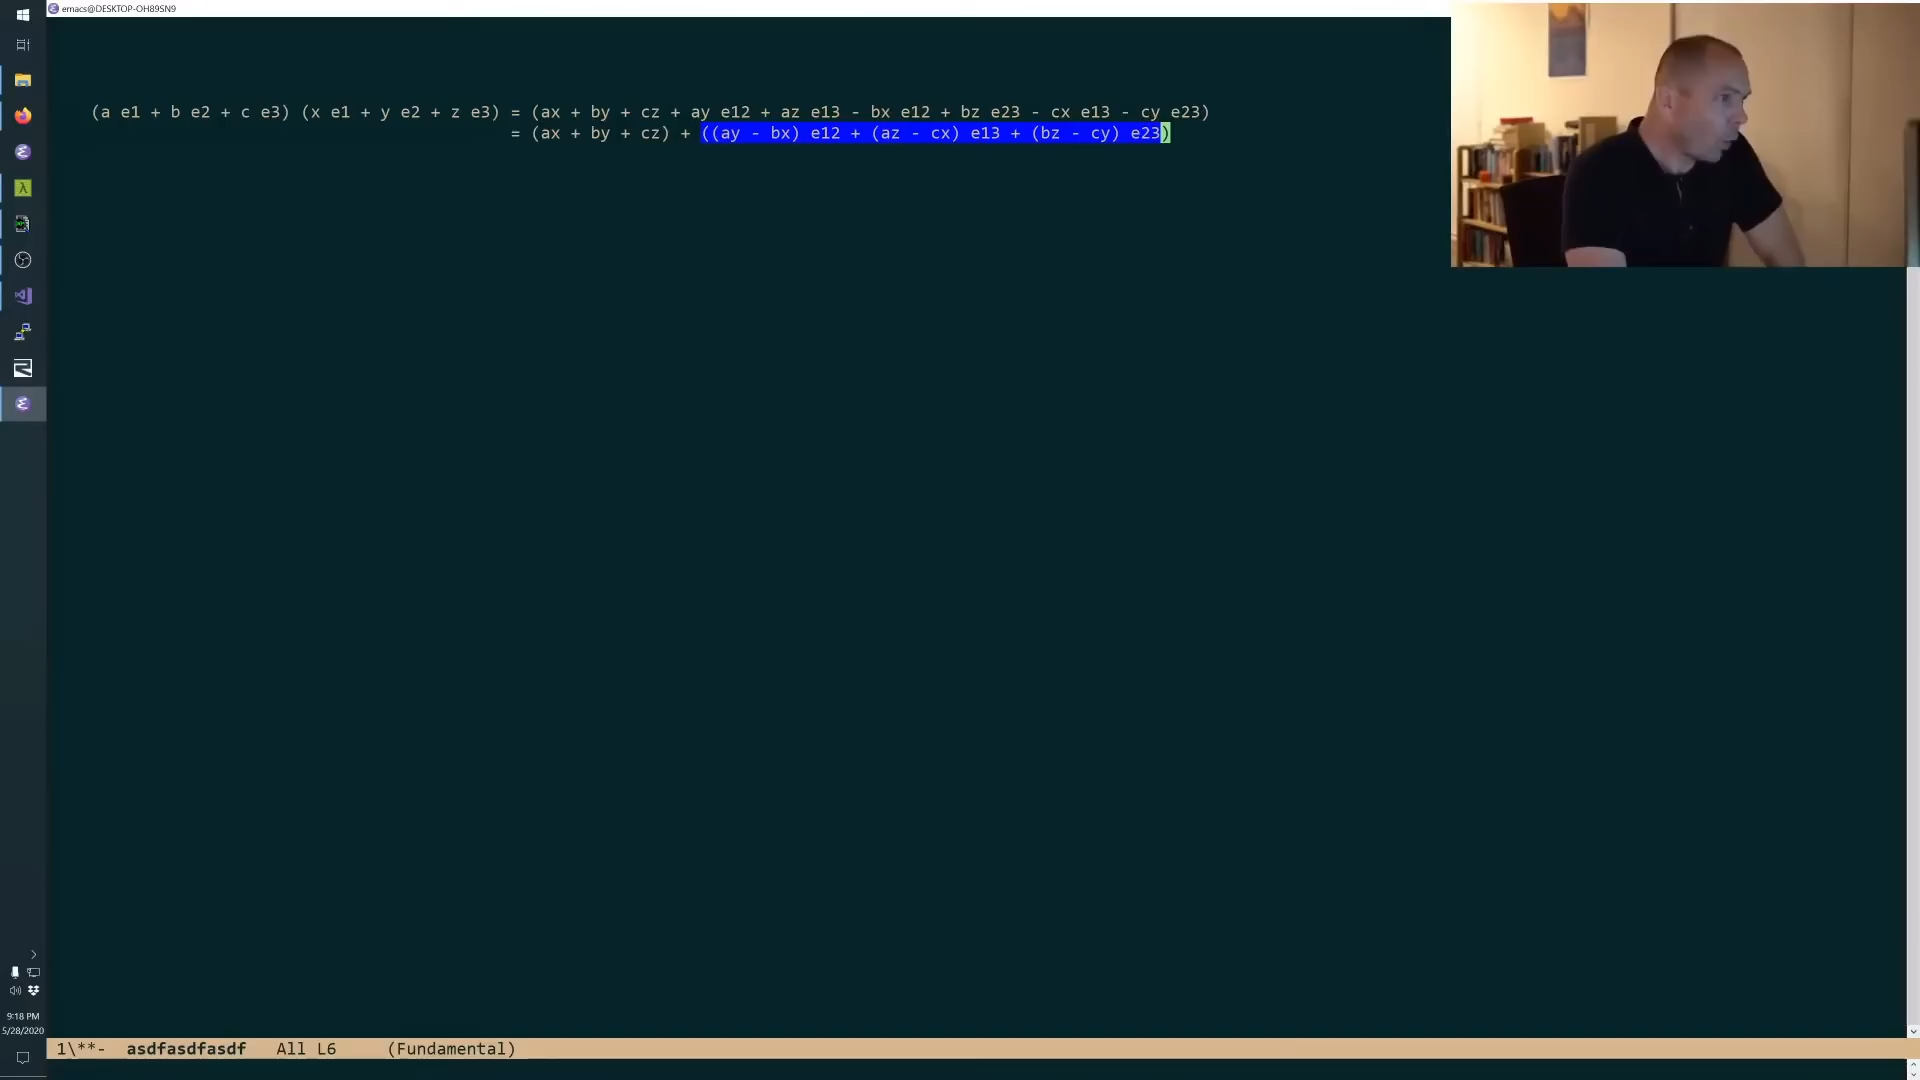 emacs@DESKTOP-OH89SN9
(a e1 + b e2 + c e3) (x e1 + y e2 + z e3) = (ax + by + cz + ay e12 + az e13 - bx e12 + bz e23 - cx e13 - cy e23)
= (ax + by + cz) + ((ay - bx) e12 + (az - cx) e13 + (bz - cy) e23)
9:18 PM
5/28/2020
1\**- asdfasdfasdf All L6 (Fundamental)